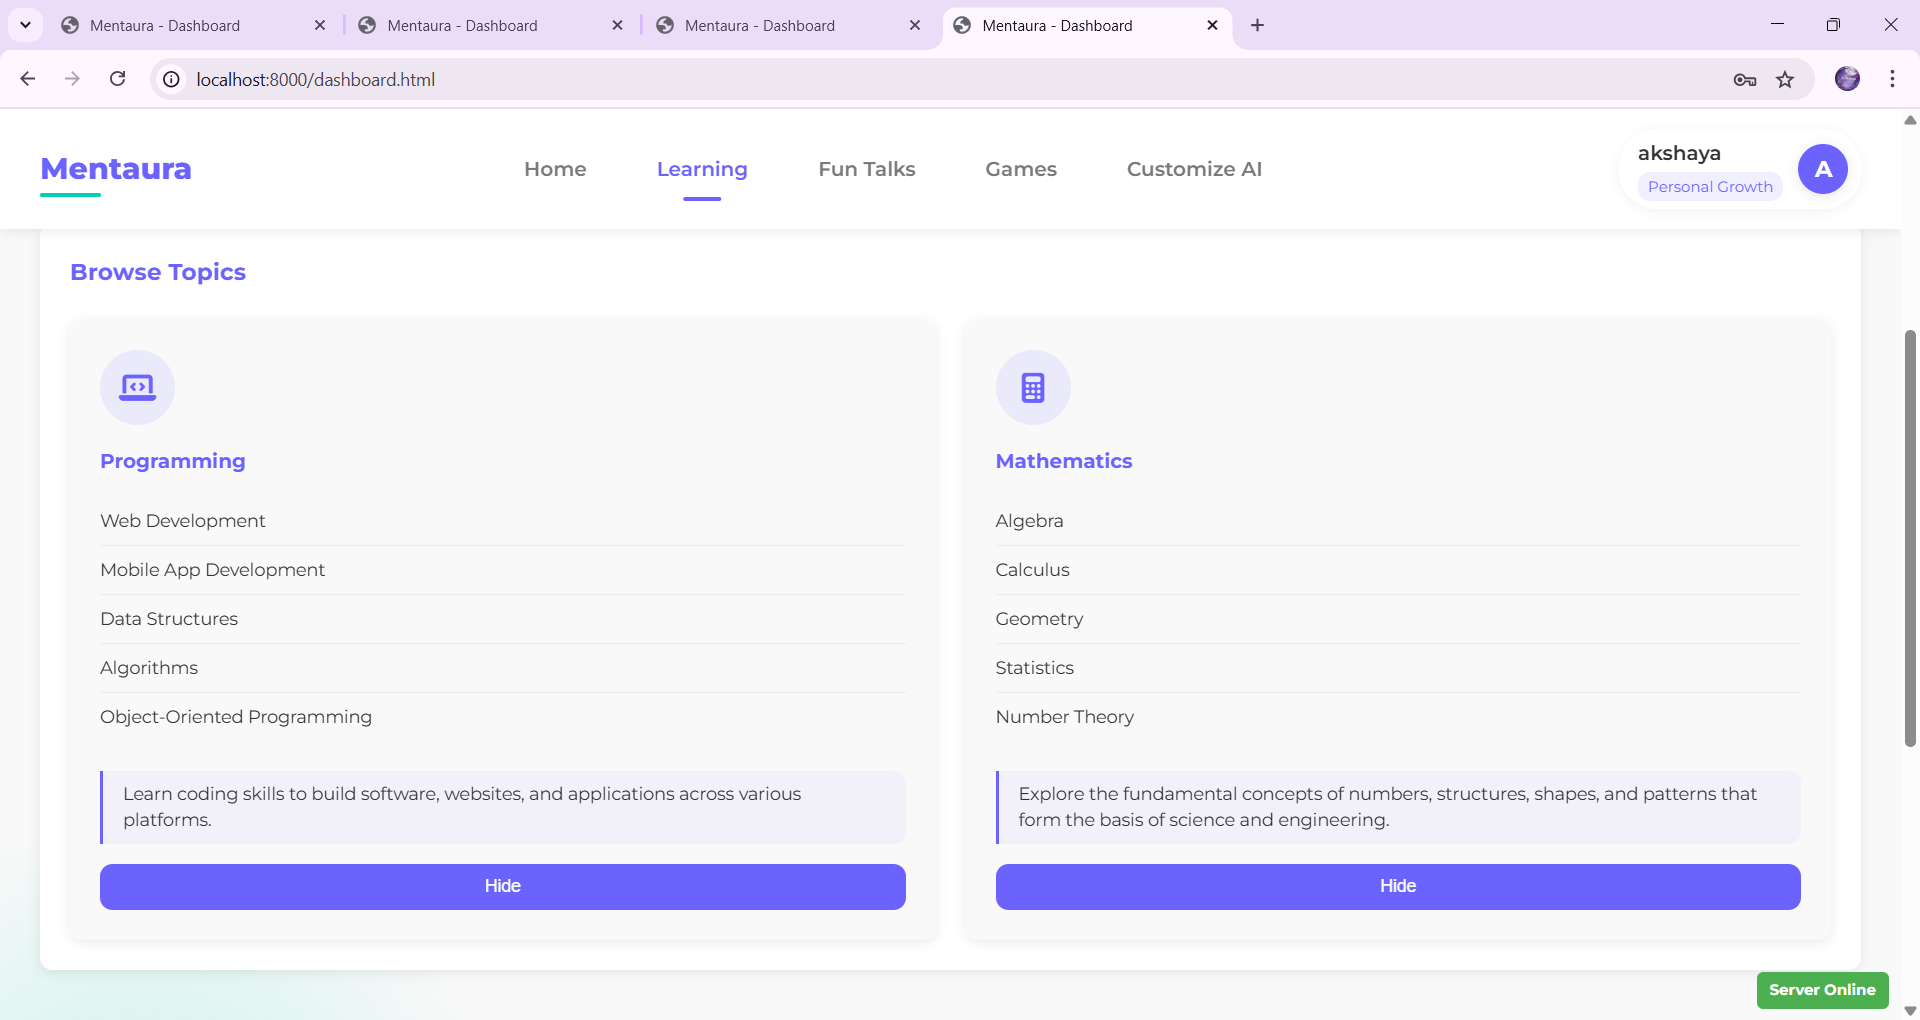 Mentaura - Dashboard
Mentaura - Dashboard
Mentaura - Dashboard
Mentaura - Dashboard
localhost:8000/dashboard.html
Mentaura
Home
Learning
Fun Talks
Games
Customize AI
akshaya
Personal Growth
A
Browse Topics
Programming
Web Development
Mobile App Development
Data Structures
Algorithms
Object-Oriented Programming
Learn coding skills to build software, websites, and applications across various
platforms.
Hide
Mathematics
Algebra
Calculus
Geometry
Statistics
Number Theory
Explore the fundamental concepts of numbers, structures, shapes, and patterns that
form the basis of science and engineering.
Hide
Server Online